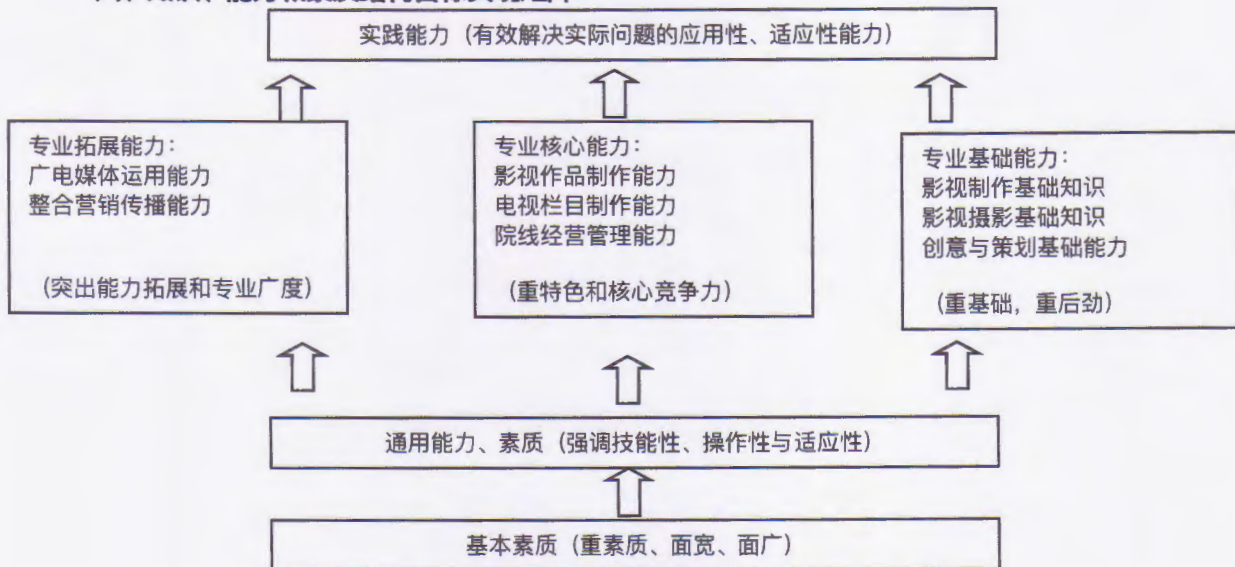 实践能力（有效解决实际问题的应用性、适应性能力）
专业拓展能力：
广电媒体运用能力
整合营销传播能力
（突出能力拓展和专业广度）
专业核心能力：
影视作品制作能力
电视栏目制作能力
院线经营管理能力
（重特色和核心竞争力）
专业基础能力：
影视制作基础知识
影视摄影基础知识
创意与策划基础能力
（重基础，重后劲）
通用能力、素质（强调技能性、操作性与适应性）
基本素质（重素质、面宽、面广）